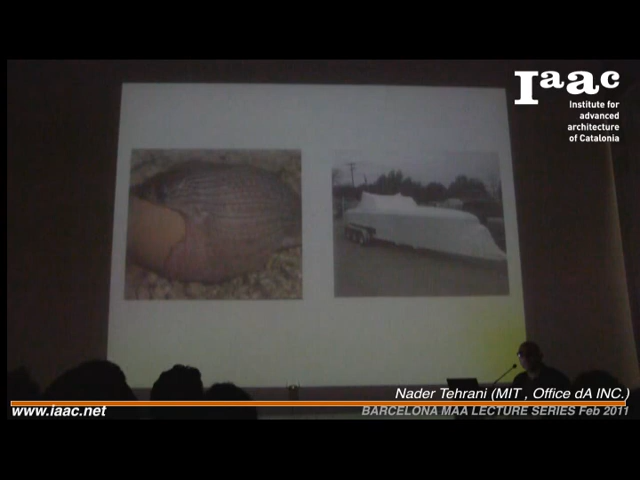 Iaac
Institute for
advanced
architecture
of Catalonia
Nader Tehrani (MIT , Office dA INC.)
www.iaac.net
BARCELONA MAA LECTURE SERIES Feb 2011